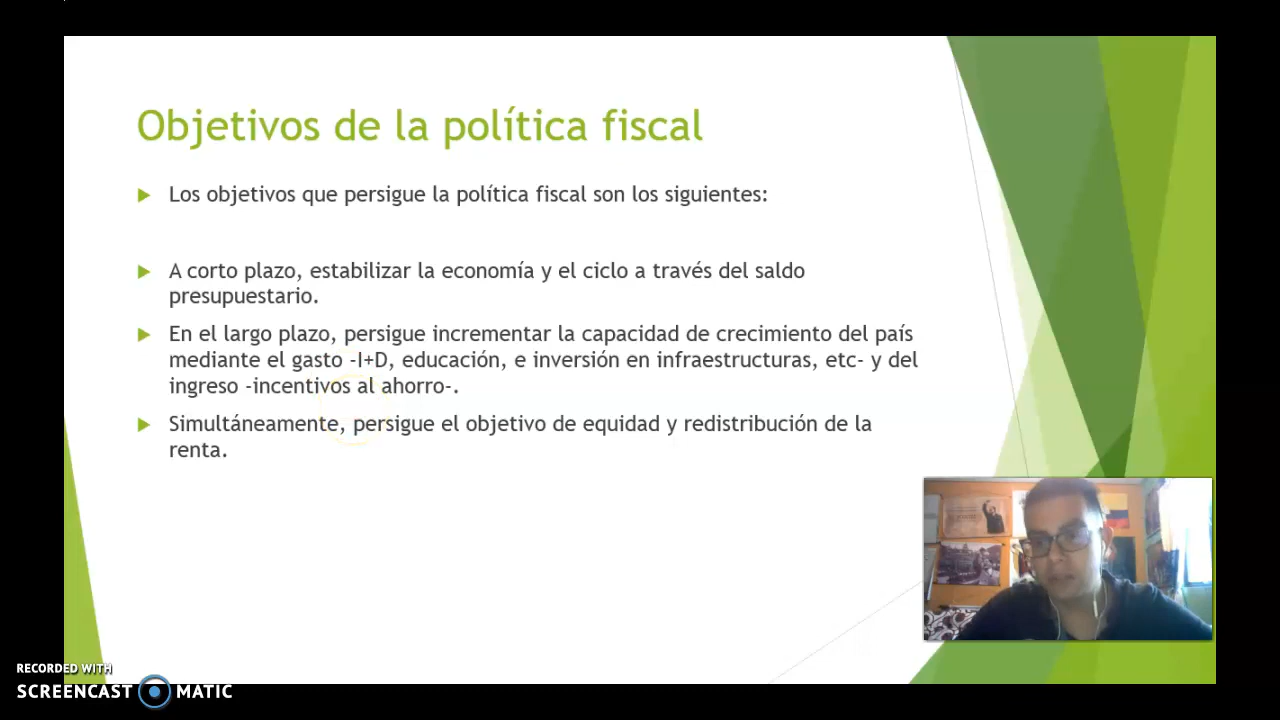 Objetivos de la política fiscal
Los objetivos que persigue la política fiscal son los siguientes:
A corto plazo, estabilizar la economía y el ciclo a través del saldo
presupuestario.
En el largo plazo, persigue incrementar la capacidad de crecimiento del país
mediante el gasto -I+D, educación, e inversión en infraestructuras, etc- y del
ingreso -incentivos al ahorro-.
Simultáneamente, persigue el objetivo de equidad y redistribución de la
renta.
RECORDED WITH
SCREENCAST MATIC